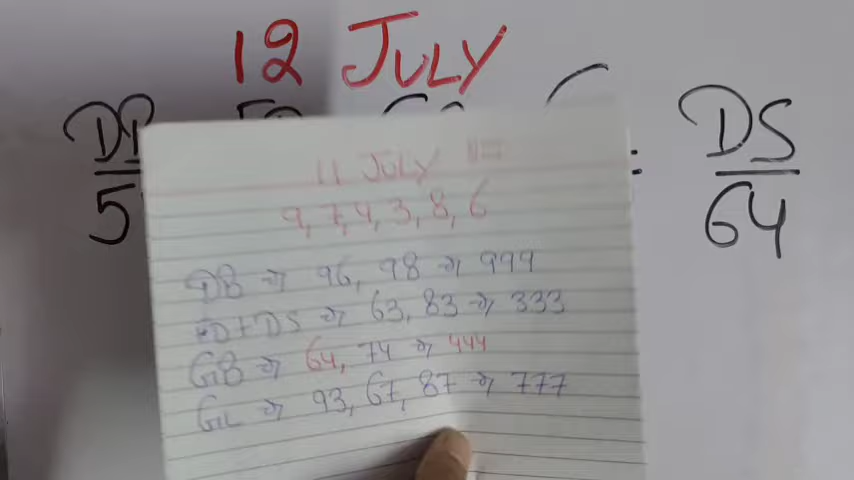 12 JULY
DS
64
11 JULY
9, 7, 4, 3, 8, 6
DB → 96, 98 → 999
FD+DS → 63, 83 → 333
GB → 64, 74 → 444
GL → 93, 67, 87 → 777